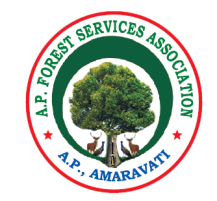 A.P. FOREST SERVICES ASSOCIATION
A.P., AMARAVATI